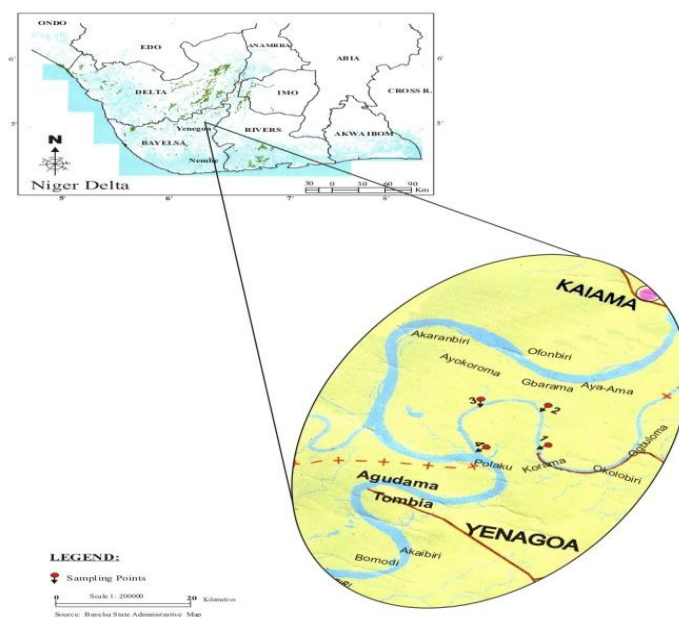 ONDO
EDO
ANAMBRA
ABIA
6'
6'
DELTA
IMO
CROSS R.
5'
5'
Yenegoa
RIVERS
AKWAIBOM
BAYELSA
N
Nembe
Niger Delta
30 0 30 60 90
Km
5' 6' 7' 8'
KAIAMA
Akaranbiri
Ofonbiri
Ayokoroma
Gbarama
Aya-Ama
3
2
1
Polaku
Korama
Okolobiri
Agudama
Tombia
YENAGOA
Akaibiri
Bomodi
LEGEND:
Sampling Points
0 Scale 1: 200000 20
Kilometres
Source: Bayelsa State Administrative Map